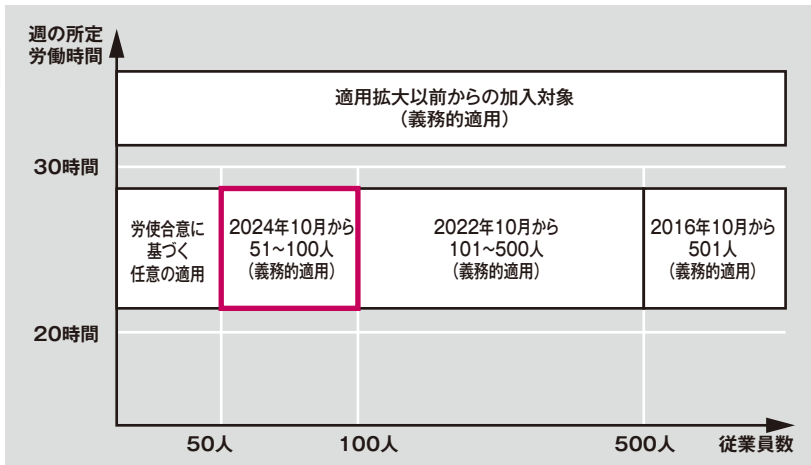 週の所定
労働時間
適用拡大以前からの加入対象
（義務的適用）
30時間
労使合意に
基づく
任意の適用
2024年10月から
51~100人
（義務的適用）
2022年10月から
101~500人
（義務的適用）
2016年10月から
501人
（義務的適用）
20時間
50人
100人
500人
従業員数